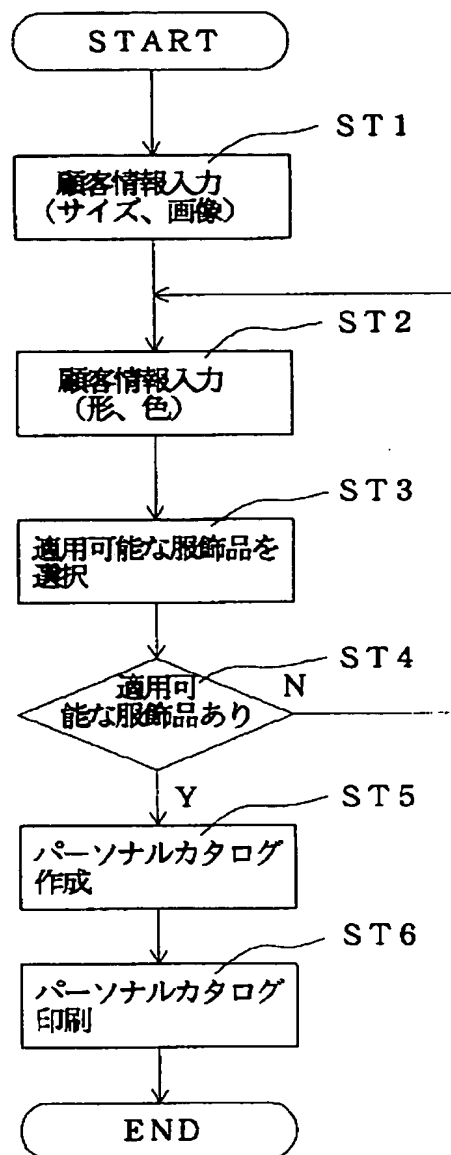 START
ST1
顧客情報入力
(サイズ、画像)
ST2
顧客情報入力
(形、色)
ST3
適用可能な服飾品を
選択
ST4
適用可
能な服飾品あり
N
Y
ST5
パーソナルカタログ
作成
ST6
パーソナルカタログ
印刷
END